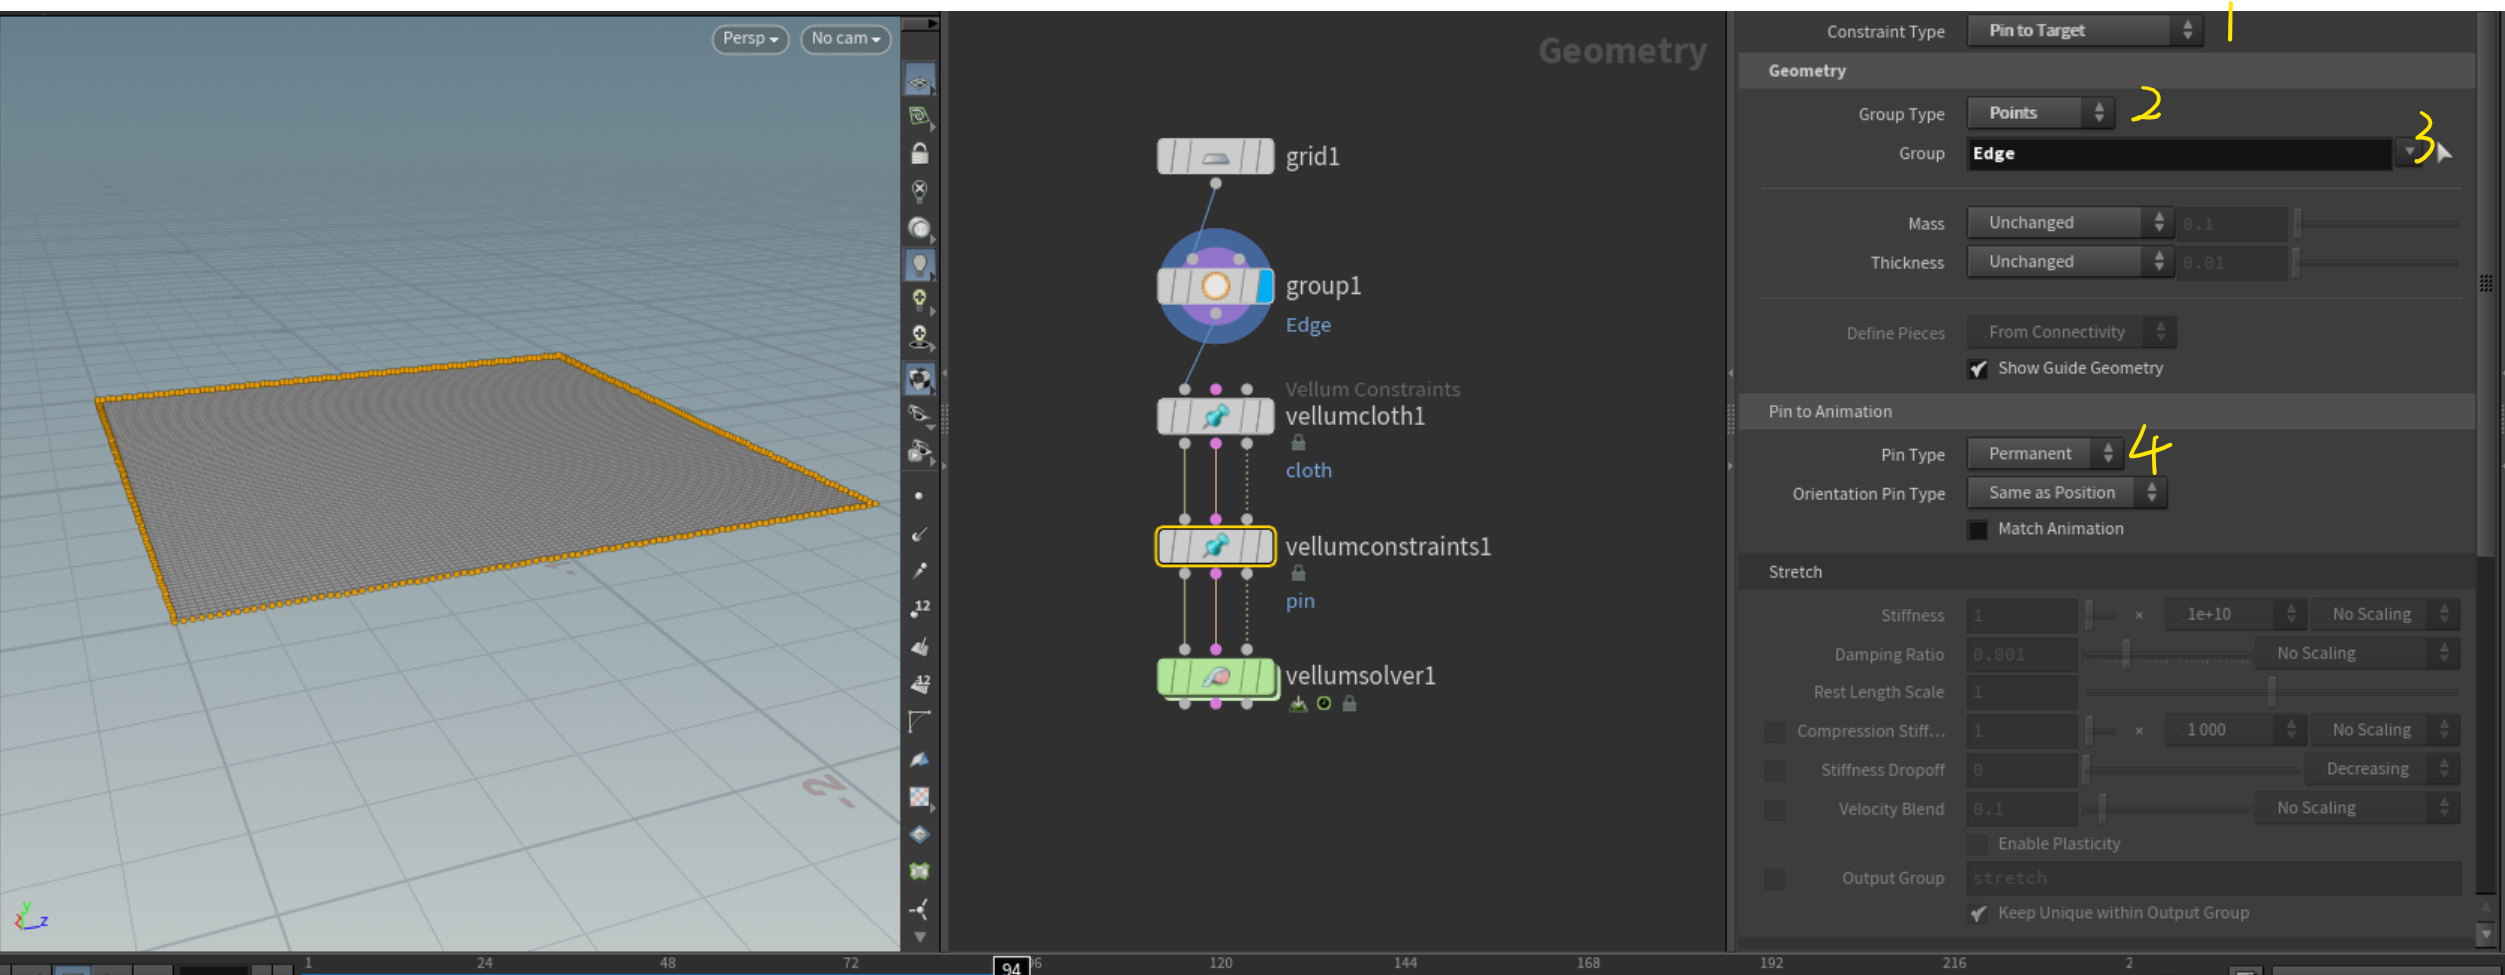 Persp
No cam
12
12
2-
1
24
48
72
94
96
120
144
168
192
216
2
y
z
Geometry
grid1
group1
Edge
Vellum Constraints
vellumcloth1
cloth
vellumconstraints1
pin
vellumsolver1
Constraint Type Pin to Target 1
Geometry
Group Type Points 2
Group Edge 3
Mass Unchanged 0.1
Thickness Unchanged 0.01
Define Pieces From Connectivity
Show Guide Geometry
Pin to Animation
Pin Type Permanent 4
Orientation Pin Type Same as Position
Match Animation
Stretch
Stiffness 1 × 1e+10 No Scaling
Damping Ratio 0.001 No Scaling
Rest Length Scale 1
Compression Stiff... 1 × 1000 No Scaling
Stiffness Dropoff 0 Decreasing
Velocity Blend 0.1 No Scaling
Enable Plasticity
Output Group stretch
Keep Unique within Output Group